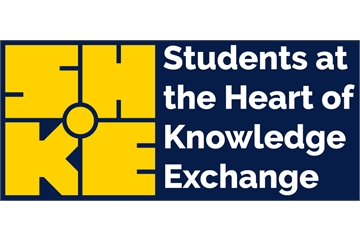 SH
KE
Students at
the Heart of
Knowledge
Exchange